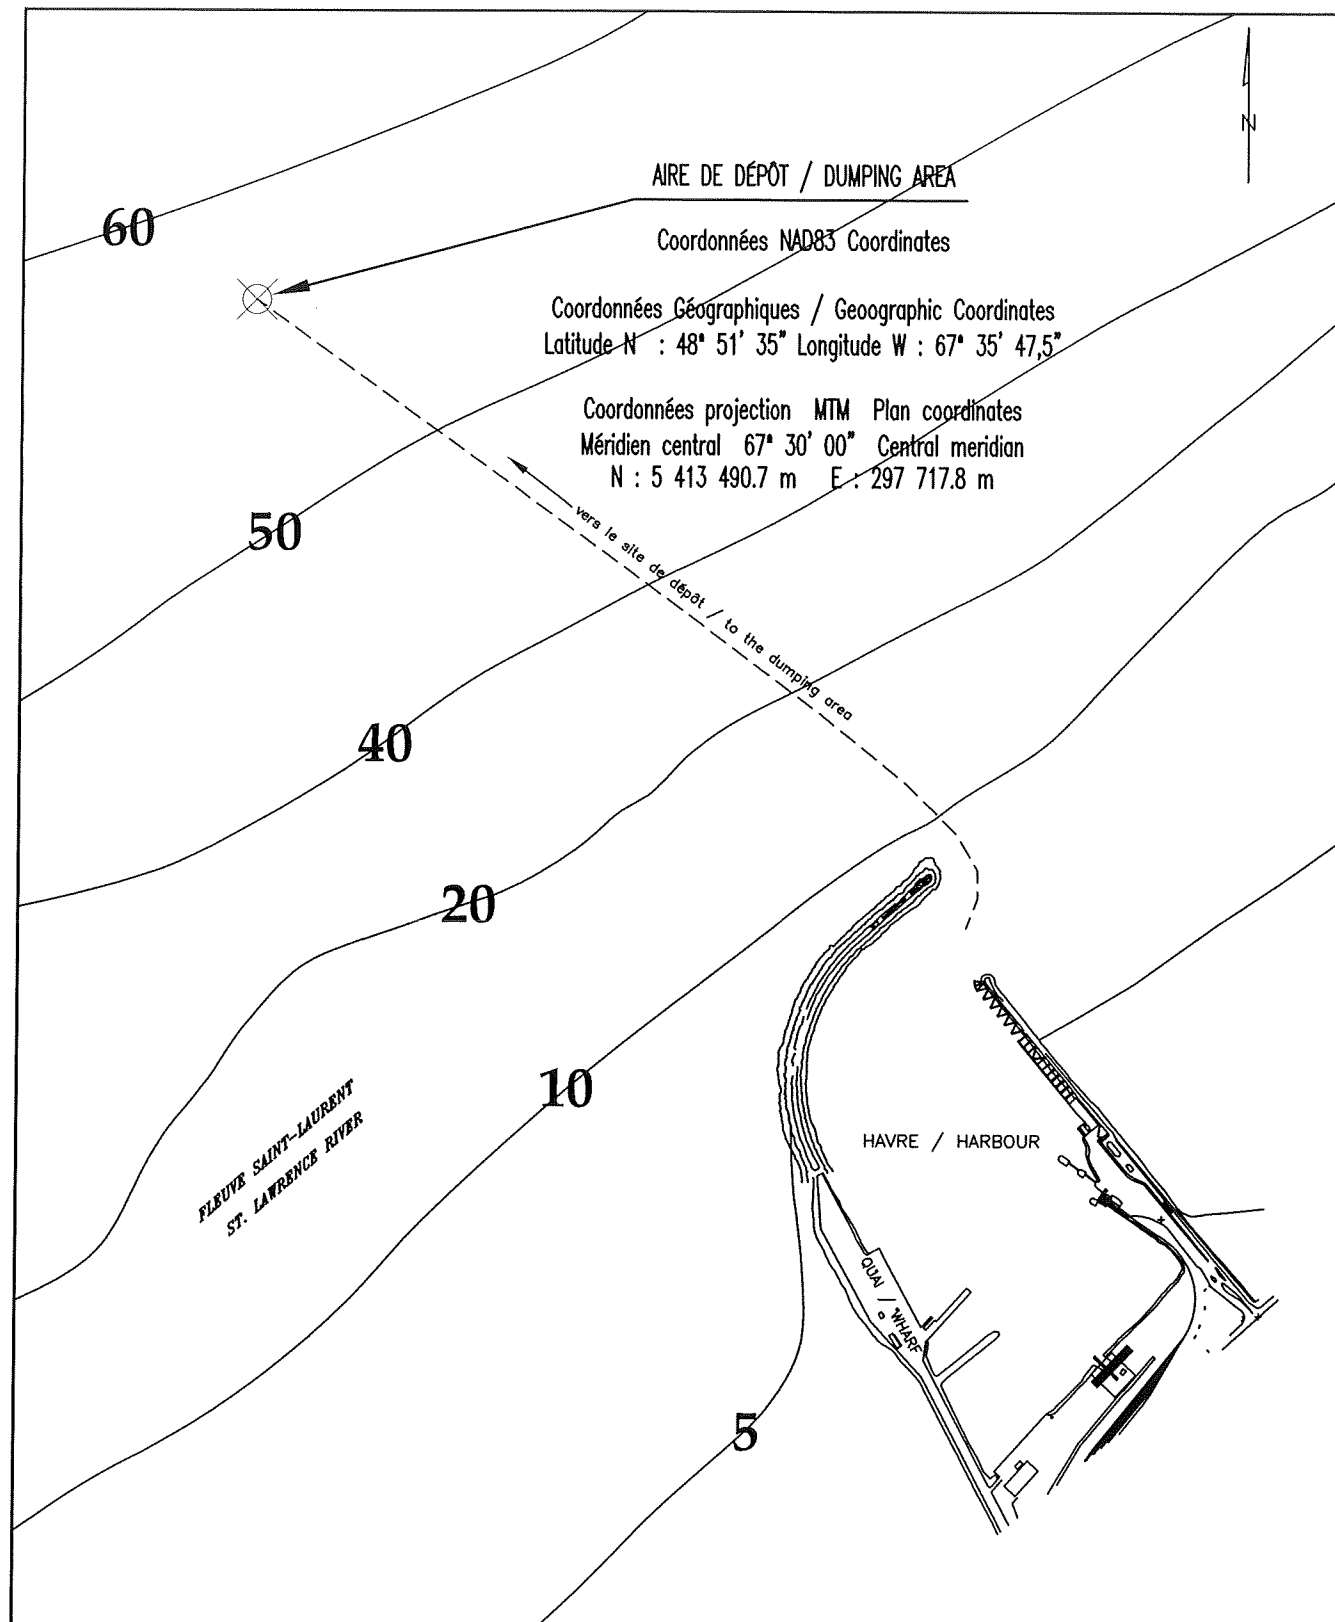 N
AIRE DE DÉPÔT / DUMPING AREA
60
Coordonnées NAD83 Coordinates
Coordonnées Géographiques / Geoographic Coordinates
Latitude N : 48° 51' 35" Longitude W : 67° 35' 47,5"
Coordonnées projection MTM Plan coordinates
Méridien central 67° 30' 00" Central meridian
N : 5 413 490.7 m E : 297 717.8 m
50
vers le site de dépôt / to the dumping area
40
20
10
FLEUVE SAINT-LAURENT
ST. LAWRENCE RIVER
HAVRE / HARBOUR
QUAI / WHARF
5